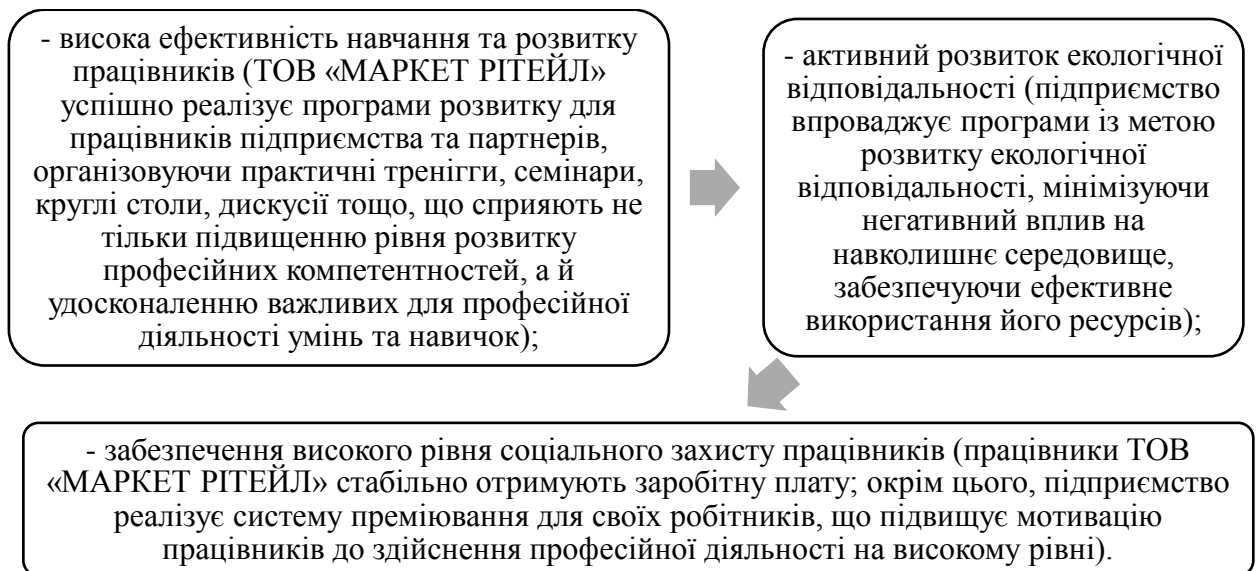 - висока ефективність навчання та розвитку
працівників (ТОВ «МАРКЕТ РІТЕЙЛ»
успішно реалізує програми розвитку для
працівників підприємства та партнерів,
організовуючи практичні тренігги, семінари,
круглі столи, дискусії тощо, що сприяють не
тільки підвищенню рівня розвитку
професійних компетентностей, а й
удосконаленню важливих для професійної
діяльності умінь та навичок);
- активний розвиток екологічної
відповідальності (підприємство
впроваджує програми із метою
розвитку екологічної
відповідальності, мінімізуючи
негативний вплив на
навколишнє середовище,
забезпечуючи ефективне
використання його ресурсів);
- забезпечення високого рівня соціального захисту працівників (працівники ТОВ
«МАРКЕТ РІТЕЙЛ» стабільно отримують заробітну плату; окрім цього, підприємство
реалізує систему преміювання для своїх робітників, що підвищує мотивацію
працівників до здійснення професійної діяльності на високому рівні).